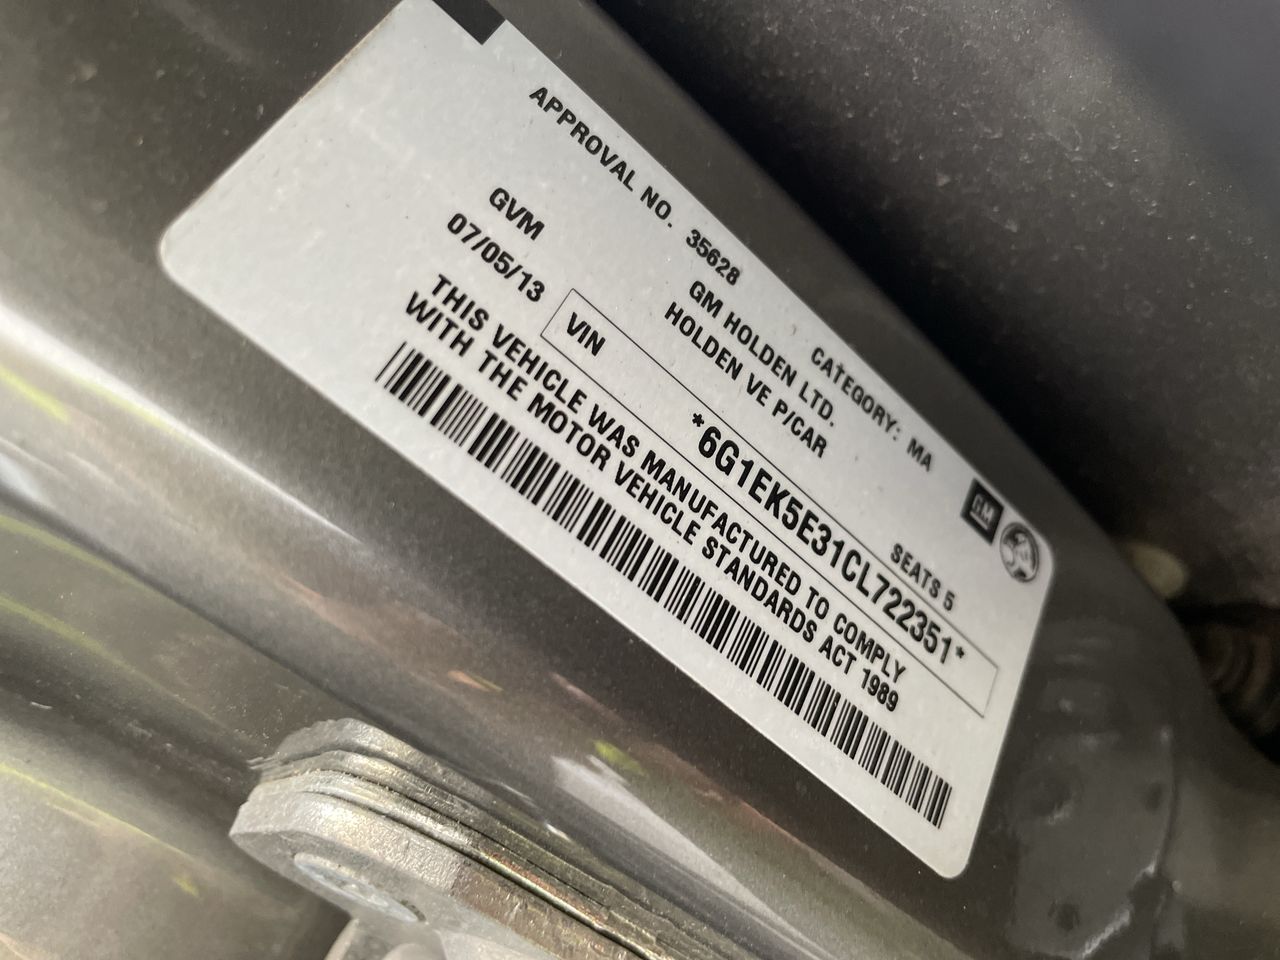 APPROVAL NO. 35628 CATEGORY: MA
GM HOLDEN LTD.
HOLDEN VE P/CAR
GVM SEATS 5
07/05/13 VIN *6G1EK5E31CL722351*
THIS VEHICLE WAS MANUFACTURED TO COMPLY
WITH THE MOTOR VEHICLE STANDARDS ACT 1989
GM